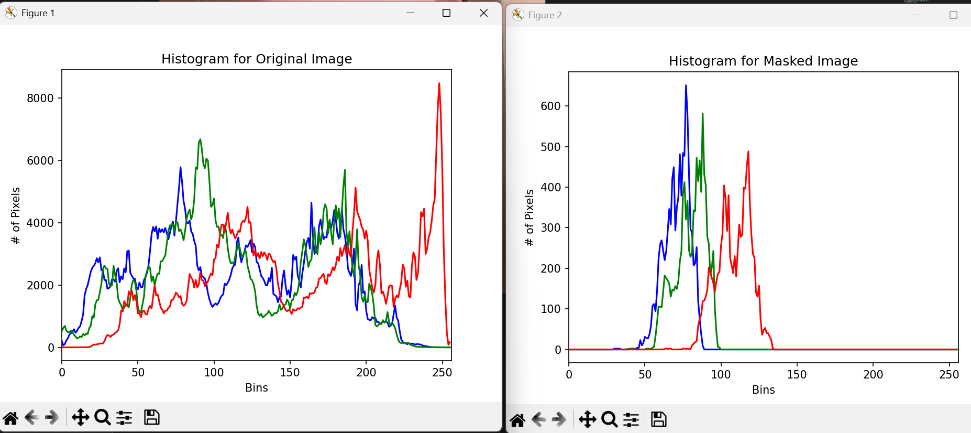 Figure 1
Histogram for Original Image
8000
6000
4000
2000
0
# of Pixels
0 50 100 150 200 250
Bins
Figure 2
Histogram for Masked Image
600
500
400
300
200
100
0
# of Pixels
0 50 100 150 200 250
Bins